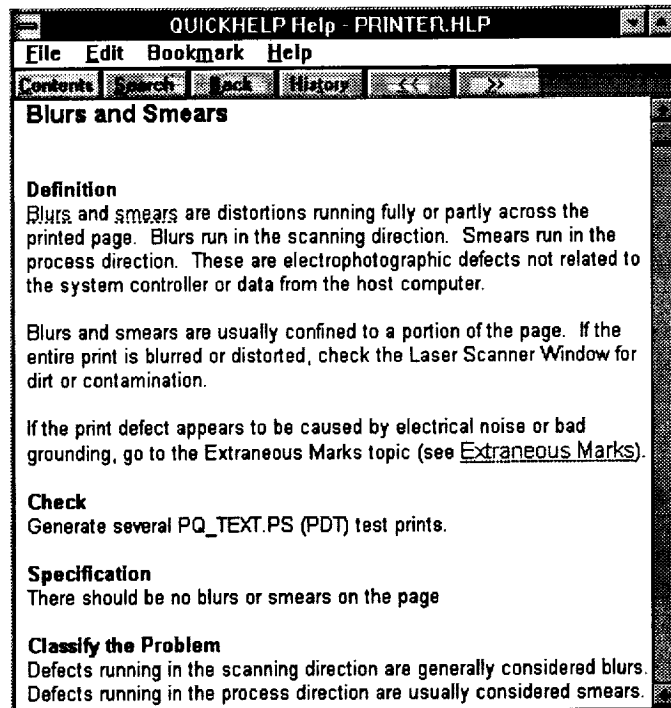 QUICKHELP Help - PRINTER.HLP
File Edit Bookmark Help
Contents Search Back History << >>
Blurs and Smears
Definition
Blurs and smears are distortions running fully or partly across the
printed page. Blurs run in the scanning direction. Smears run in the
process direction. These are electrophotographic defects not related to
the system controller or data from the host computer.
Blurs and smears are usually confined to a portion of the page. If the
entire print is blurred or distorted, check the Laser Scanner Window for
dirt or contamination.
If the print defect appears to be caused by electrical noise or bad
grounding, go to the Extraneous Marks topic (see Extraneous Marks).
Check
Generate several PQ_TEXT.PS (PDT) test prints.
Specification
There should be no blurs or smears on the page
Classify the Problem
Defects running in the scanning direction are generally considered blurs.
Defects running in the process direction are usually considered smears.